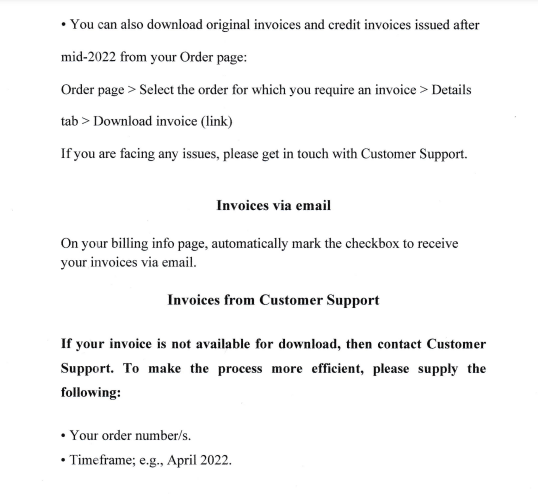 • You can also download original invoices and credit invoices issued after
mid-2022 from your Order page:
Order page > Select the order for which you require an invoice > Details
tab > Download invoice (link)
If you are facing any issues, please get in touch with Customer Support.
Invoices via email
On your billing info page, automatically mark the checkbox to receive
your invoices via email.
Invoices from Customer Support
If your invoice is not available for download, then contact Customer
Support. To make the process more efficient, please supply the
following:
• Your order number/s.
• Timeframe; e.g., April 2022.